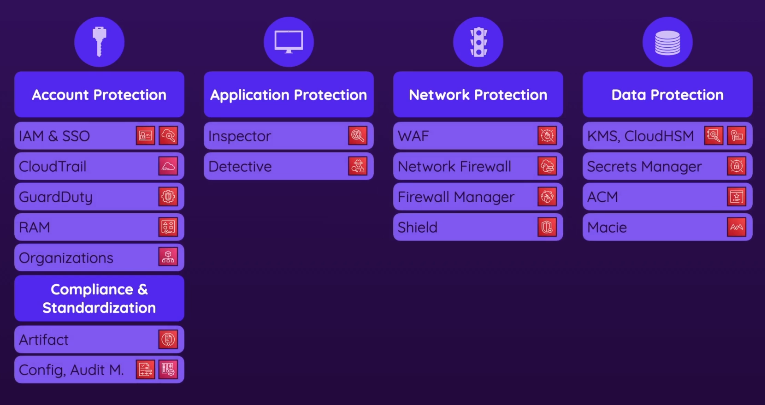 Account Protection
IAM & SSO
CloudTrail
GuardDuty
RAM
Organizations
Compliance &
Standardization
Artifact
Config, Audit M.
Application Protection
Inspector
Detective
Network Protection
WAF
Network Firewall
Firewall Manager
Shield
Data Protection
KMS, CloudHSM
Secrets Manager
ACM
Macie